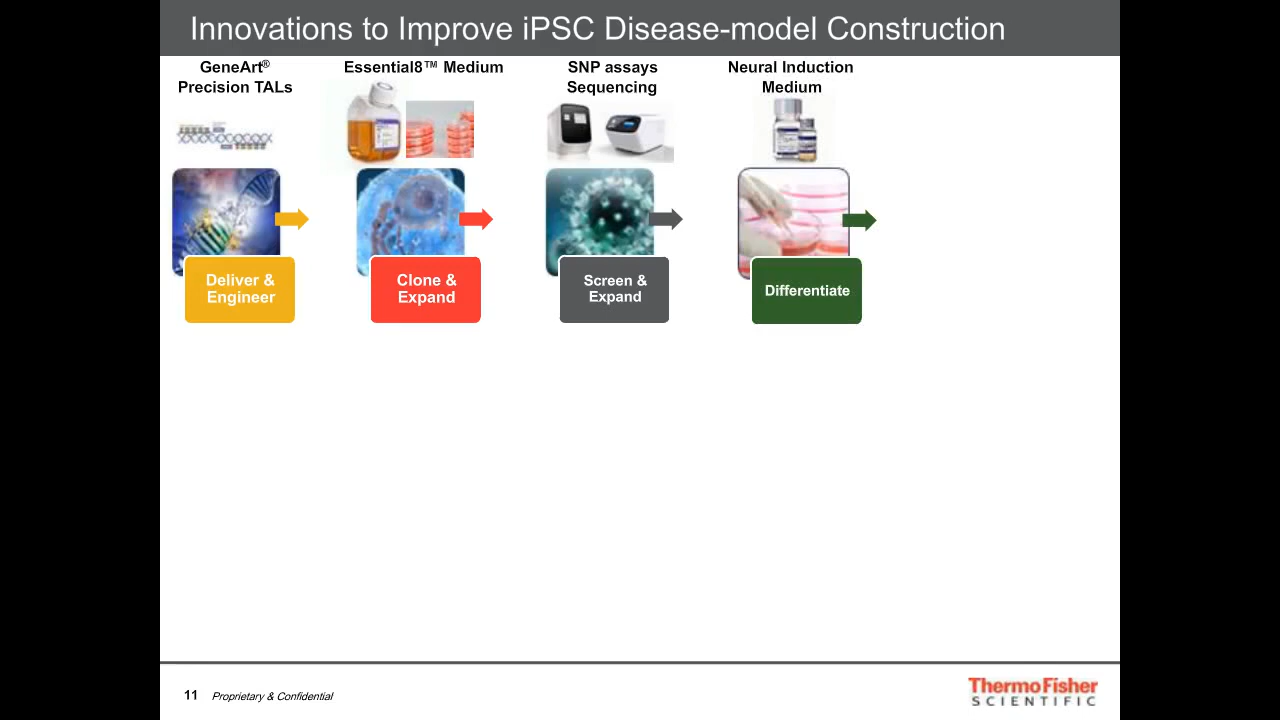 Innovations to Improve iPSC Disease-model Construction
GeneArt®
Precision TALs
Essential8™ Medium
SNP assays
Sequencing
Neural Induction
Medium
Deliver &
Engineer
Clone &
Expand
Screen &
Expand
Differentiate
11 Proprietary & Confidential
ThermoFisher
SCIENTIFIC